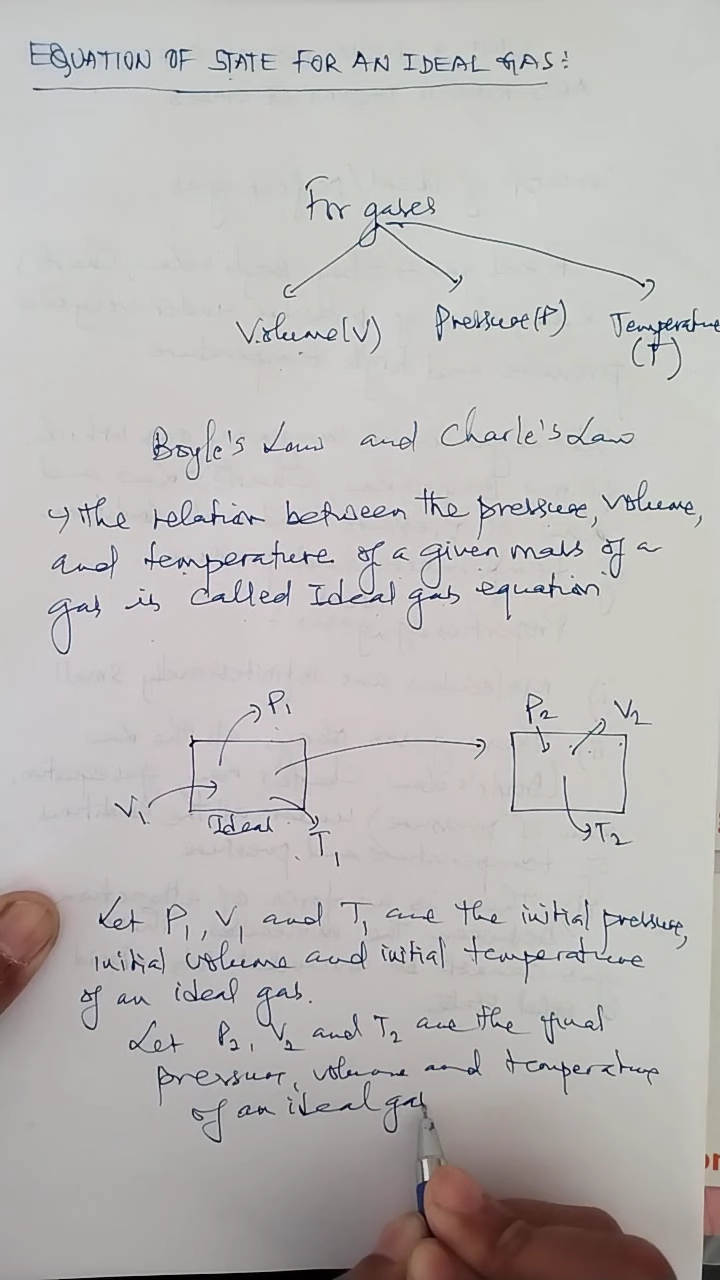 EQUATION OF STATE FOR AN IDEAL GAS:
For gases
Volume(V) Pressure(P) Temperature
(T)
Boyle's Law and Charle's Law
↪ The relation between the pressure, volume,
and temperature of a given mass of a
gas is called Ideal gas equation
P1 P2 V2
V1 Ideal T1 T2
Let P1, V1 and T1 are the initial pressure,
initial volume and initial temperature
of an ideal gas.
Let P2, V2 and T2 are the final
pressure, volume and temperature
of an ideal gas